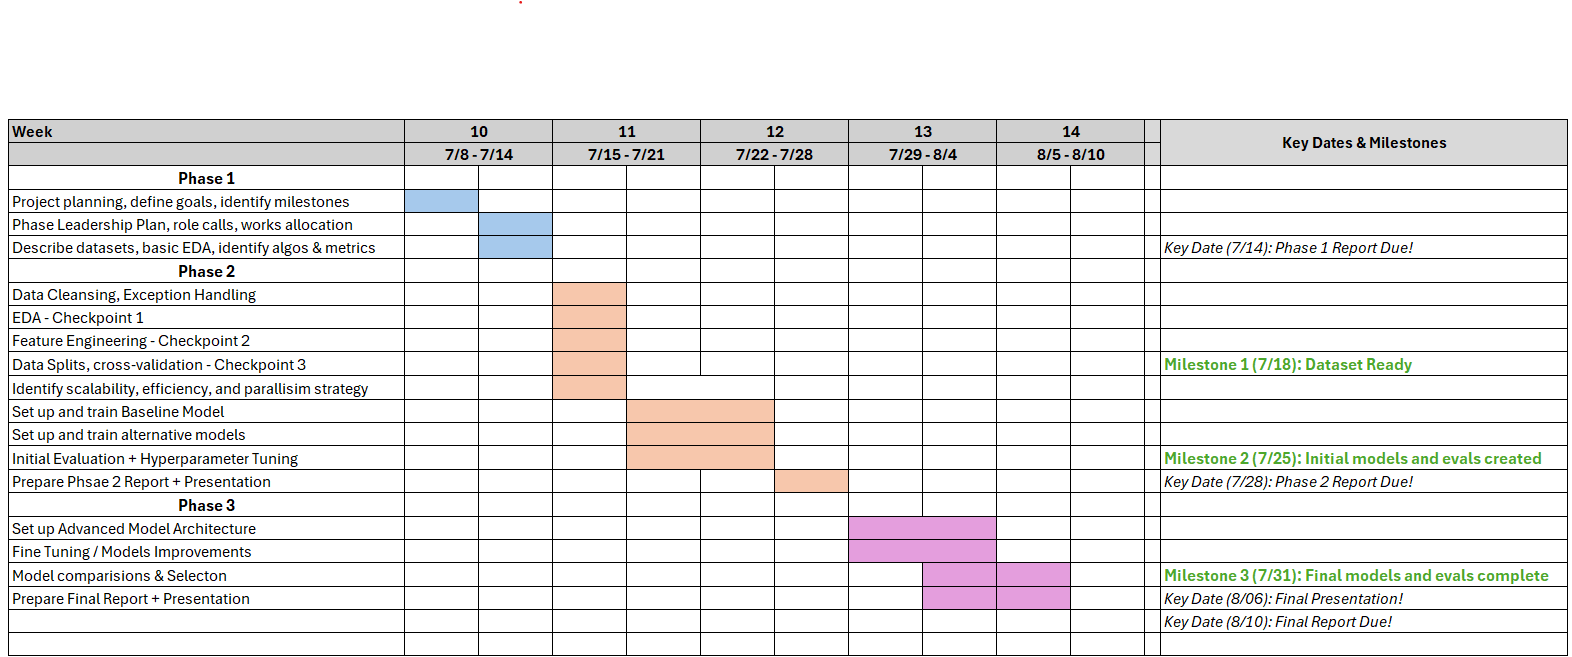 Week 10 11 12 13 14 Key Dates & Milestones
7/8 - 7/14 7/15 - 7/21 7/22 - 7/28 7/29 - 8/4 8/5 - 8/10
Phase 1
Project planning, define goals, identify milestones
Phase Leadership Plan, role calls, works allocation
Describe datasets, basic EDA, identify algos & metrics Key Date (7/14): Phase 1 Report Due!
Phase 2
Data Cleansing, Exception Handling
EDA - Checkpoint 1
Feature Engineering - Checkpoint 2
Data Splits, cross-validation - Checkpoint 3 Milestone 1 (7/18): Dataset Ready
Identify scalability, efficiency, and parallisim strategy
Set up and train Baseline Model
Set up and train alternative models
Initial Evaluation + Hyperparameter Tuning Milestone 2 (7/25): Initial models and evals created
Prepare Phsae 2 Report + Presentation Key Date (7/28): Phase 2 Report Due!
Phase 3
Set up Advanced Model Architecture
Fine Tuning / Models Improvements
Model comparisions & Selecton Milestone 3 (7/31): Final models and evals complete
Prepare Final Report + Presentation Key Date (8/06): Final Presentation!
Key Date (8/10): Final Report Due!